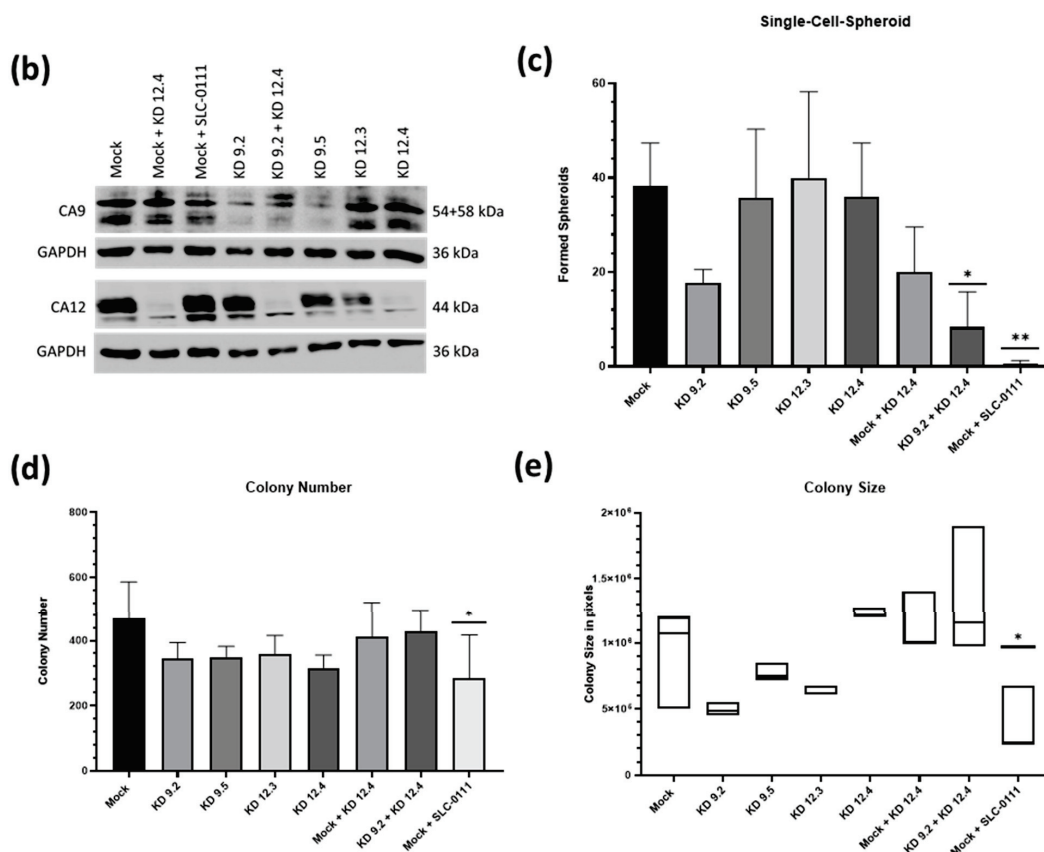 (b)
Mock
Mock + KD 12.4
Mock + SLC-0111
KD 9.2
KD 9.2 + KD 12.4
KD 9.5
KD 12.3
KD 12.4
CA9
54+58 kDa
GAPDH
36 kDa
CA12
44 kDa
GAPDH
36 kDa
(c)
Single-Cell-Spheroid
Formed Spheroids
60
40
20
0
*
**
Mock
KD 9.2
KD 9.5
KD 12.3
KD 12.4
Mock + KD 12.4
KD 9.2 + KD 12.4
Mock + SLC-0111
(d)
Colony Number
Colony Number
800
600
400
200
0
*
Mock
KD 9.2
KD 9.5
KD 12.3
KD 12.4
Mock + KD 12.4
KD 9.2 + KD 12.4
Mock + SLC-0111
(e)
Colony Size
Colony Size in pixels
2×10⁶
1.5×10⁶
1×10⁶
5×10⁶
0
*
Mock
KD 9.2
KD 9.5
KD 12.3
KD 12.4
Mock + KD 12.4
KD 9.2 + KD 12.4
Mock + SLC-0111